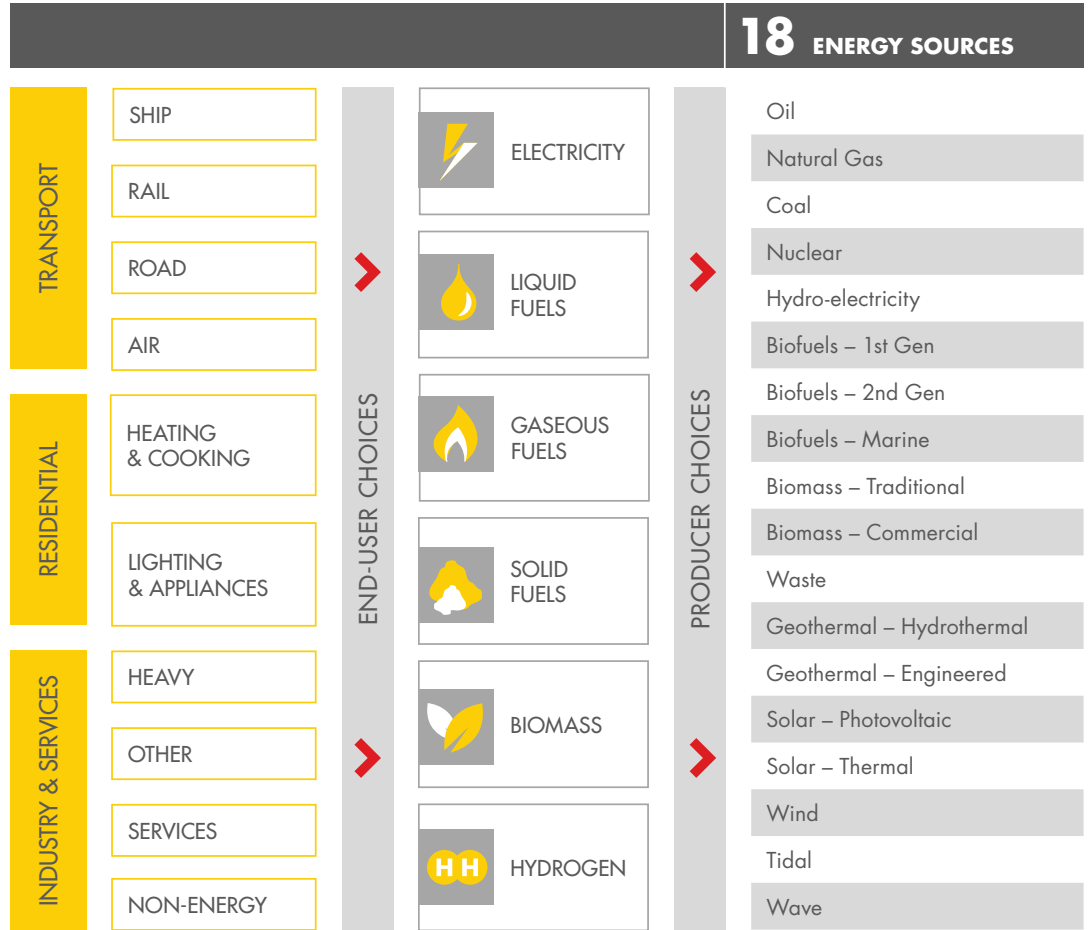 18 ENERGY SOURCES
TRANSPORT
SHIP
RAIL
ROAD
AIR
RESIDENTIAL
HEATING
& COOKING
LIGHTING
& APPLIANCES
INDUSTRY & SERVICES
HEAVY
OTHER
SERVICES
NON-ENERGY
END-USER CHOICES
ELECTRICITY
LIQUID
FUELS
GASEOUS
FUELS
SOLID
FUELS
BIOMASS
H H
HYDROGEN
PRODUCER CHOICES
Oil
Natural Gas
Coal
Nuclear
Hydro-electricity
Biofuels – 1st Gen
Biofuels – 2nd Gen
Biofuels – Marine
Biomass – Traditional
Biomass – Commercial
Waste
Geothermal – Hydrothermal
Geothermal – Engineered
Solar – Photovoltaic
Solar – Thermal
Wind
Tidal
Wave